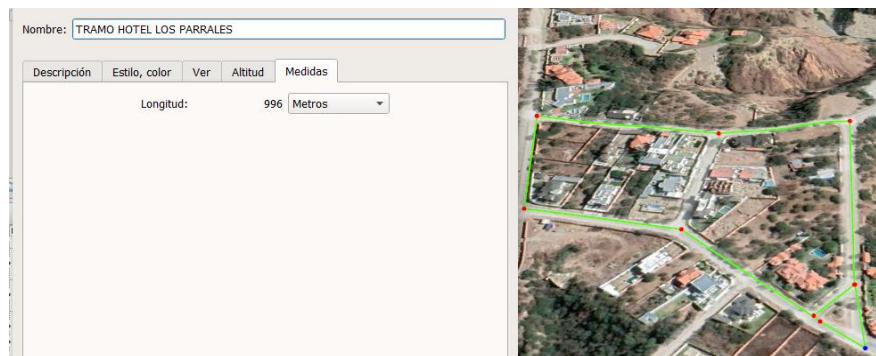 Nombre: TRAMO HOTEL LOS PARRALES
Descripción Estilo, color Ver Altitud Medidas
Longitud: 996 Metros